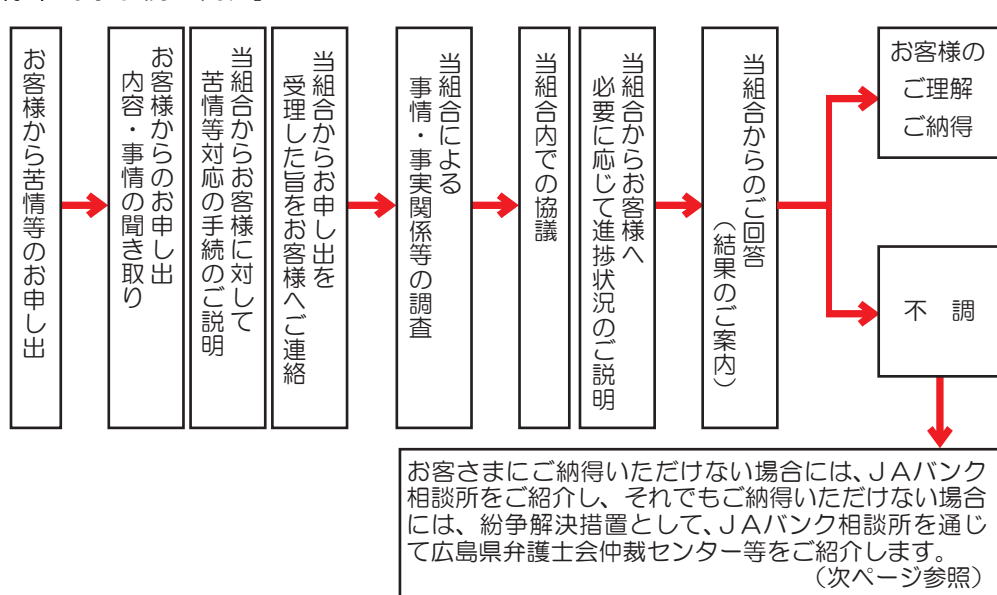 お客様から苦情等のお申し出
お客様からのお申し出
内容・事情の聞き取り
当組合からお客様に対して
苦情等対応の手続のご説明
当組合からお申し出を
受理した旨をお客様へご連絡
当組合による
事情・事実関係等の調査
当組合内での協議
当組合からお客様へ
必要に応じて進捗状況のご説明
当組合からのご回答
（結果のご案内）
お客様の
ご理解
ご納得
不　調
お客さまにご納得いただけない場合には、ＪＡバンク
相談所をご紹介し、それでもご納得いただけない場合
には、紛争解決措置として、ＪＡバンク相談所を通じ
て広島県弁護士会仲裁センター等をご紹介します。
（次ページ参照）